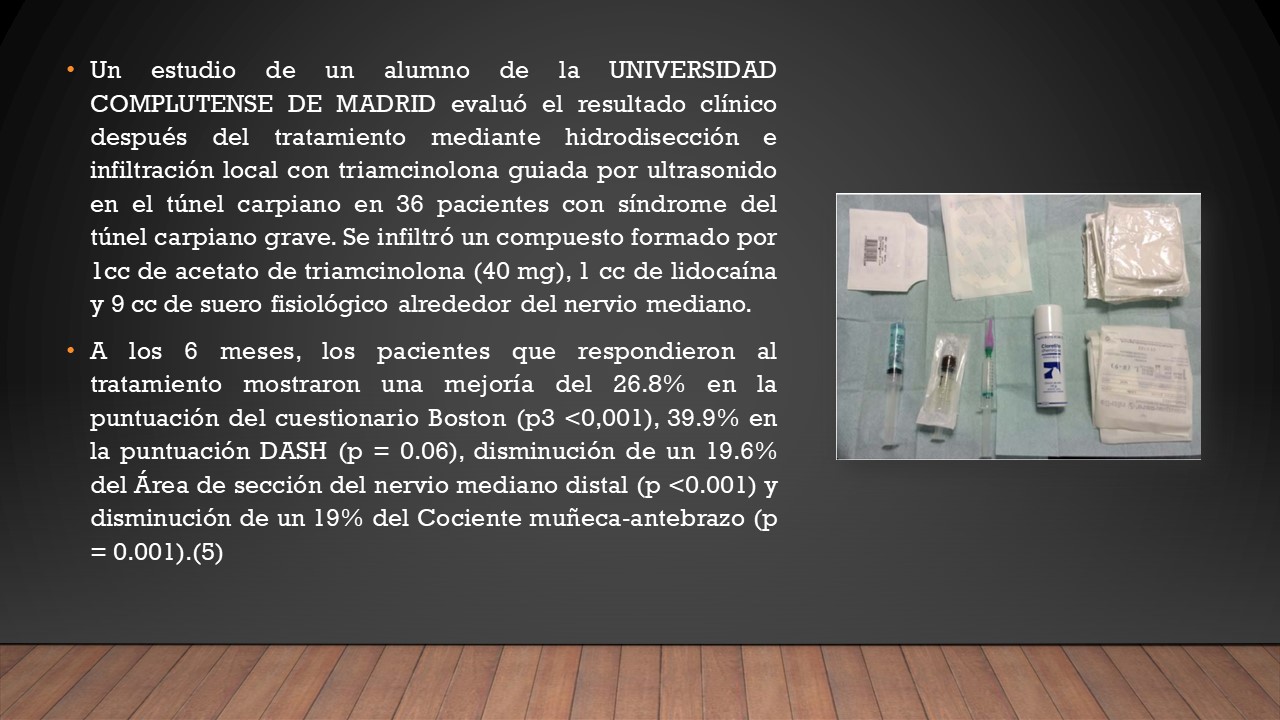 • Un estudio de un alumno de la UNIVERSIDAD
COMPLUTENSE DE MADRID evaluó el resultado clínico
después del tratamiento mediante hidrodisección e
infiltración local con triamcinolona guiada por ultrasonido
en el túnel carpiano en 36 pacientes con síndrome del
túnel carpiano grave. Se infiltró un compuesto formado por
1cc de acetato de triamcinolona (40 mg), 1 cc de lidocaína
y 9 cc de suero fisiológico alrededor del nervio mediano.
• A los 6 meses, los pacientes que respondieron al
tratamiento mostraron una mejoría del 26.8% en la
puntuación del cuestionario Boston (p3 <0,001), 39.9% en
la puntuación DASH (p = 0.06), disminución de un 19.6%
del Área de sección del nervio mediano distal (p <0.001) y
disminución de un 19% del Cociente muñeca-antebrazo (p
= 0.001).(5)